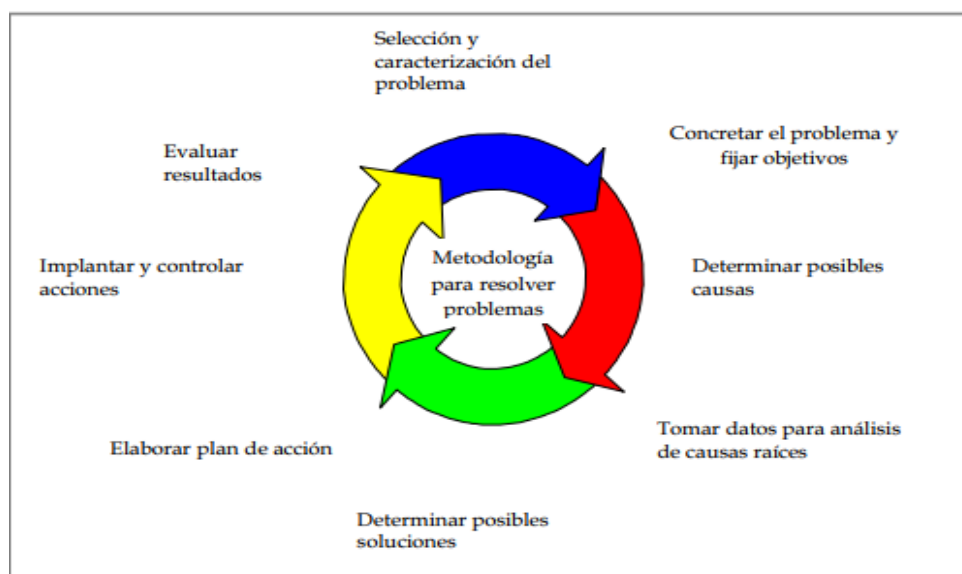 Selección y
caracterización del
problema
Concretar el problema y
fijar objetivos
Determinar posibles
causas
Tomar datos para análisis
de causas raíces
Determinar posibles
soluciones
Elaborar plan de acción
Implantar y controlar
acciones
Evaluar
resultados
Metodología
para resolver
problemas